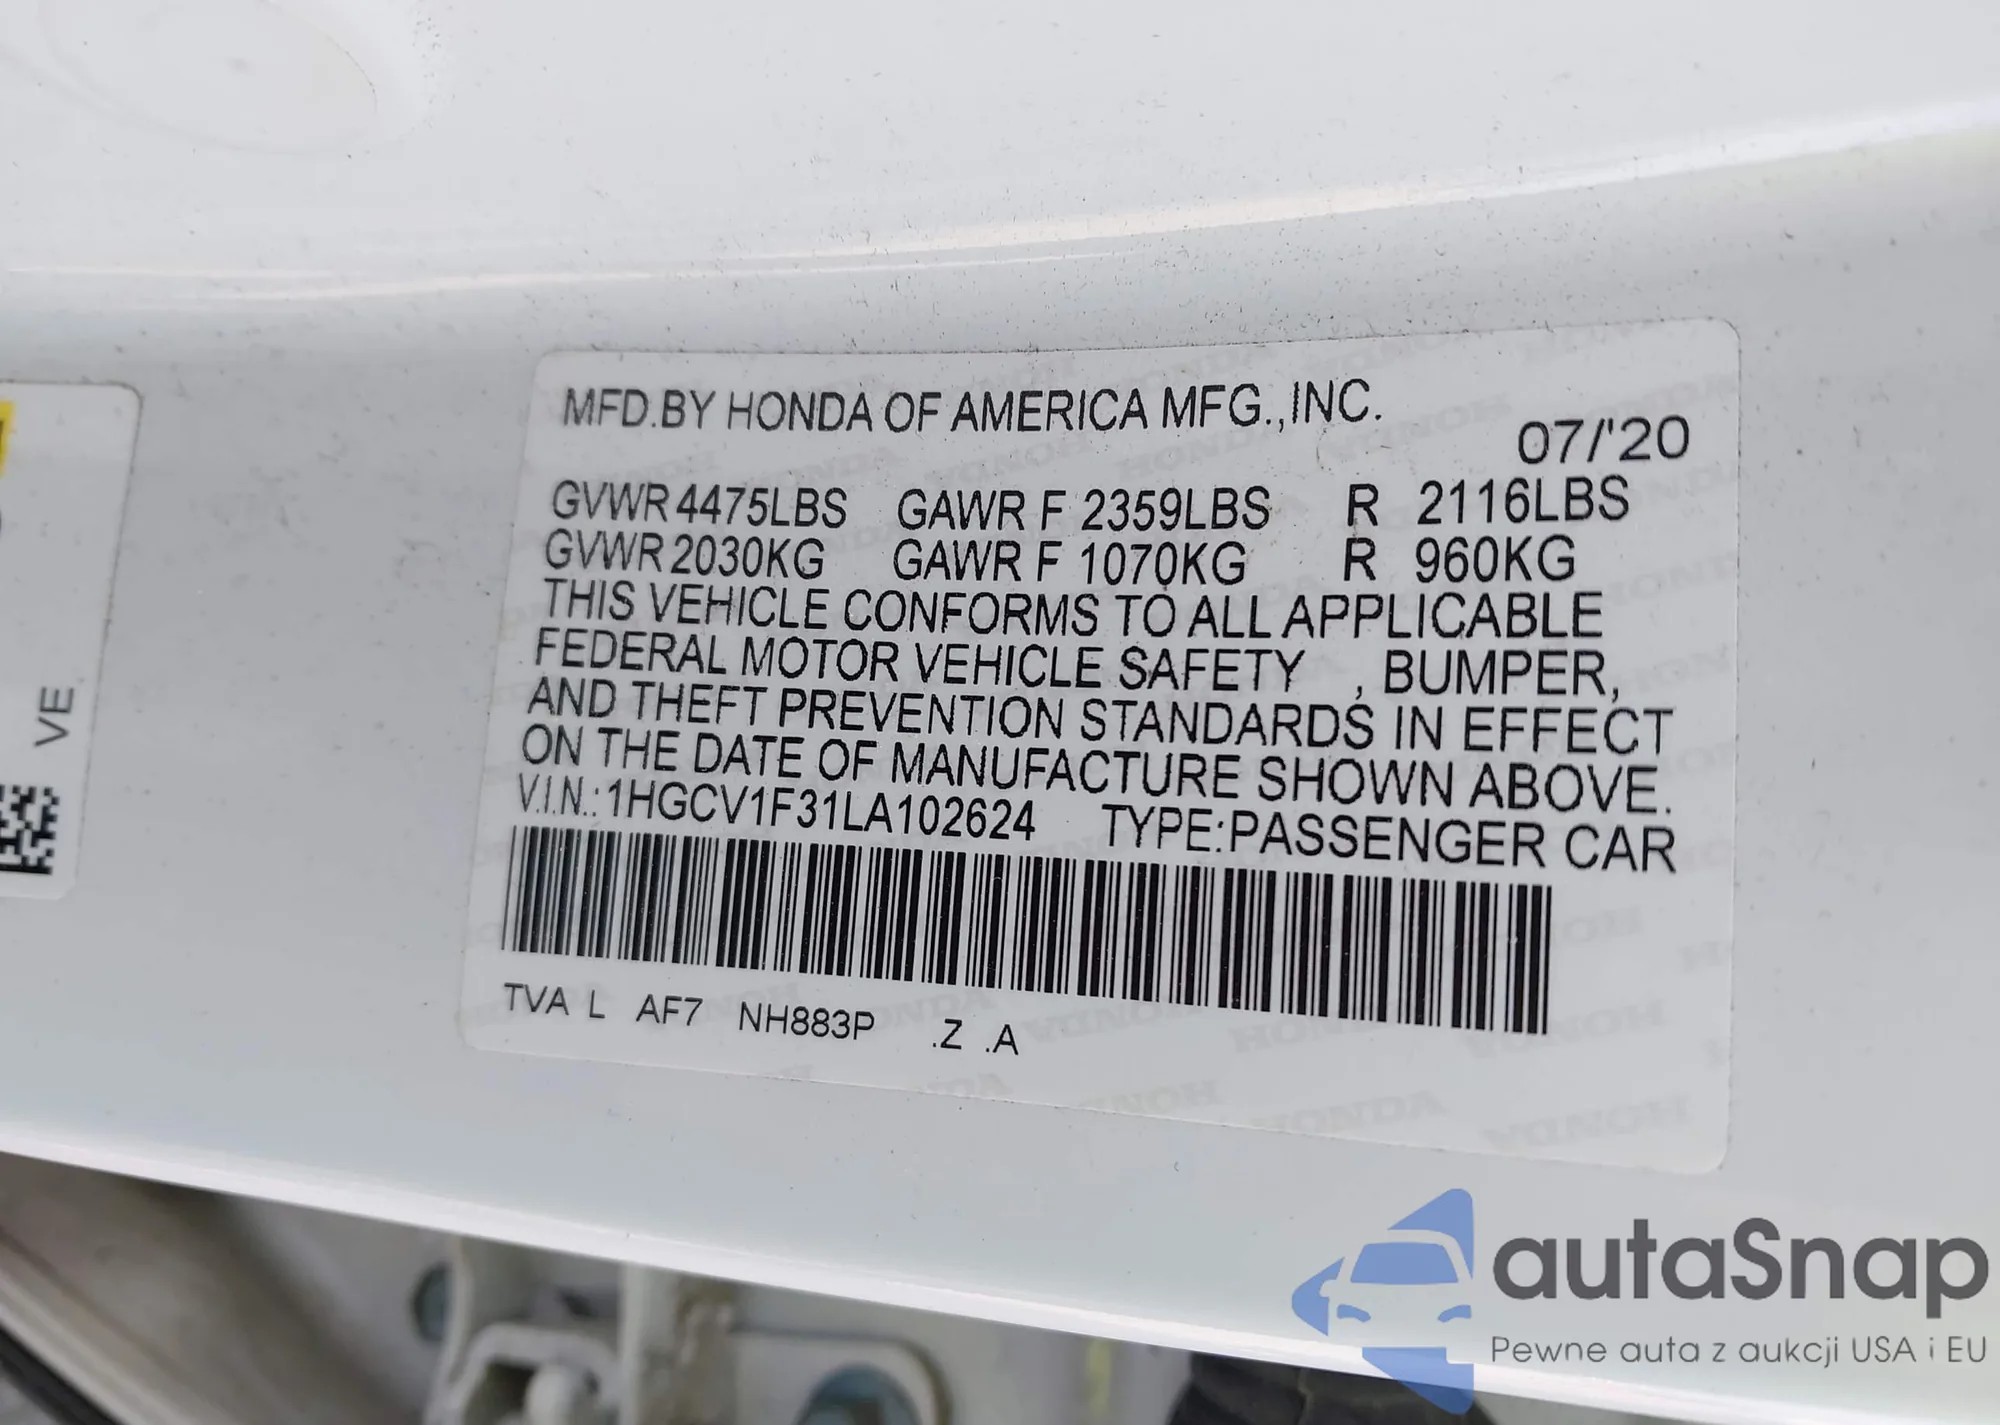 MFD.BY HONDA OF AMERICA MFG.,INC.
07/'20
GVWR 4475LBS GAWR F 2359LBS R 2116LBS
GVWR 2030KG GAWR F 1070KG R 960KG
THIS VEHICLE CONFORMS TO ALL APPLICABLE
FEDERAL MOTOR VEHICLE SAFETY , BUMPER,
AND THEFT PREVENTION STANDARDS IN EFFECT
ON THE DATE OF MANUFACTURE SHOWN ABOVE.
V.I.N.: 1HGCV1F31LA102624 TYPE:PASSENGER CAR
TVA L AF7 NH883P .Z .A
VE
autaSnap
Pewne auta z aukcji USA i EU